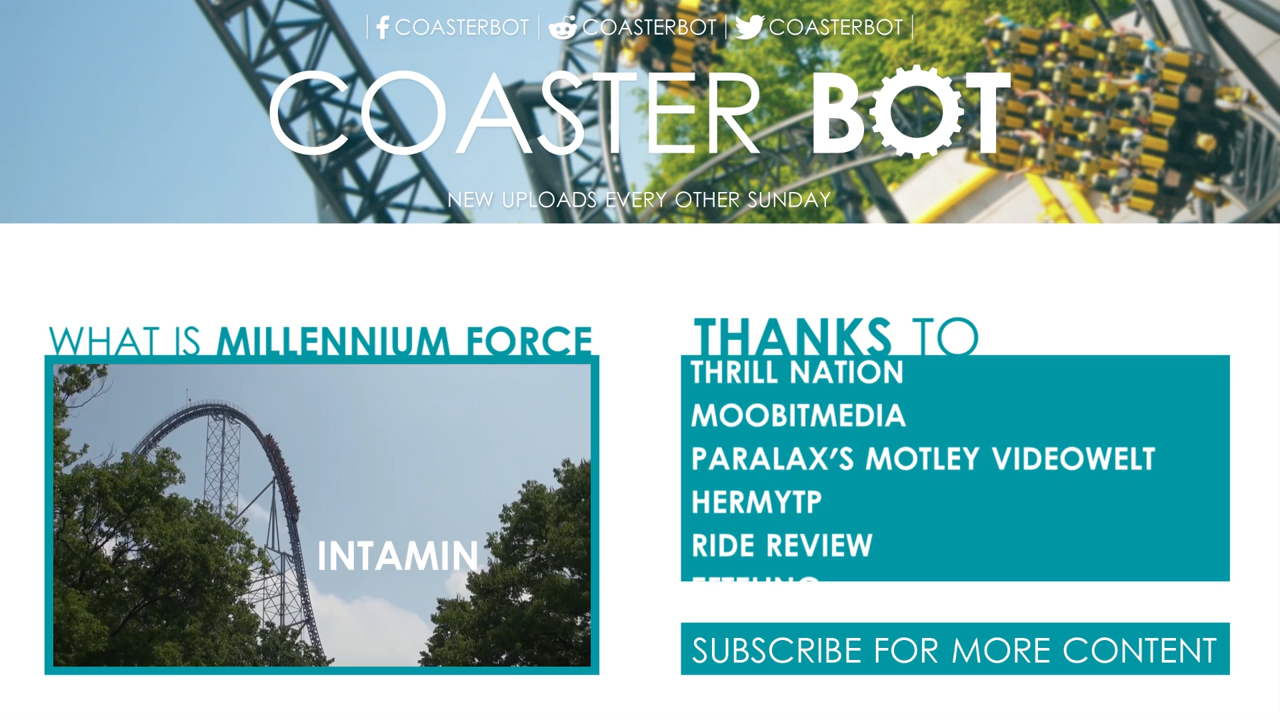 COASTERBOT COASTERBOT COASTERBOT
COASTER BOT
NEW UPLOADS EVERY OTHER SUNDAY
WHAT IS MILLENNIUM FORCE
INTAMIN
THANKS TO
THRILL NATION
MOOBITMEDIA
PARALAX'S MOTLEY VIDEOWELT
HERMYTP
RIDE REVIEW
SUBSCRIBE FOR MORE CONTENT